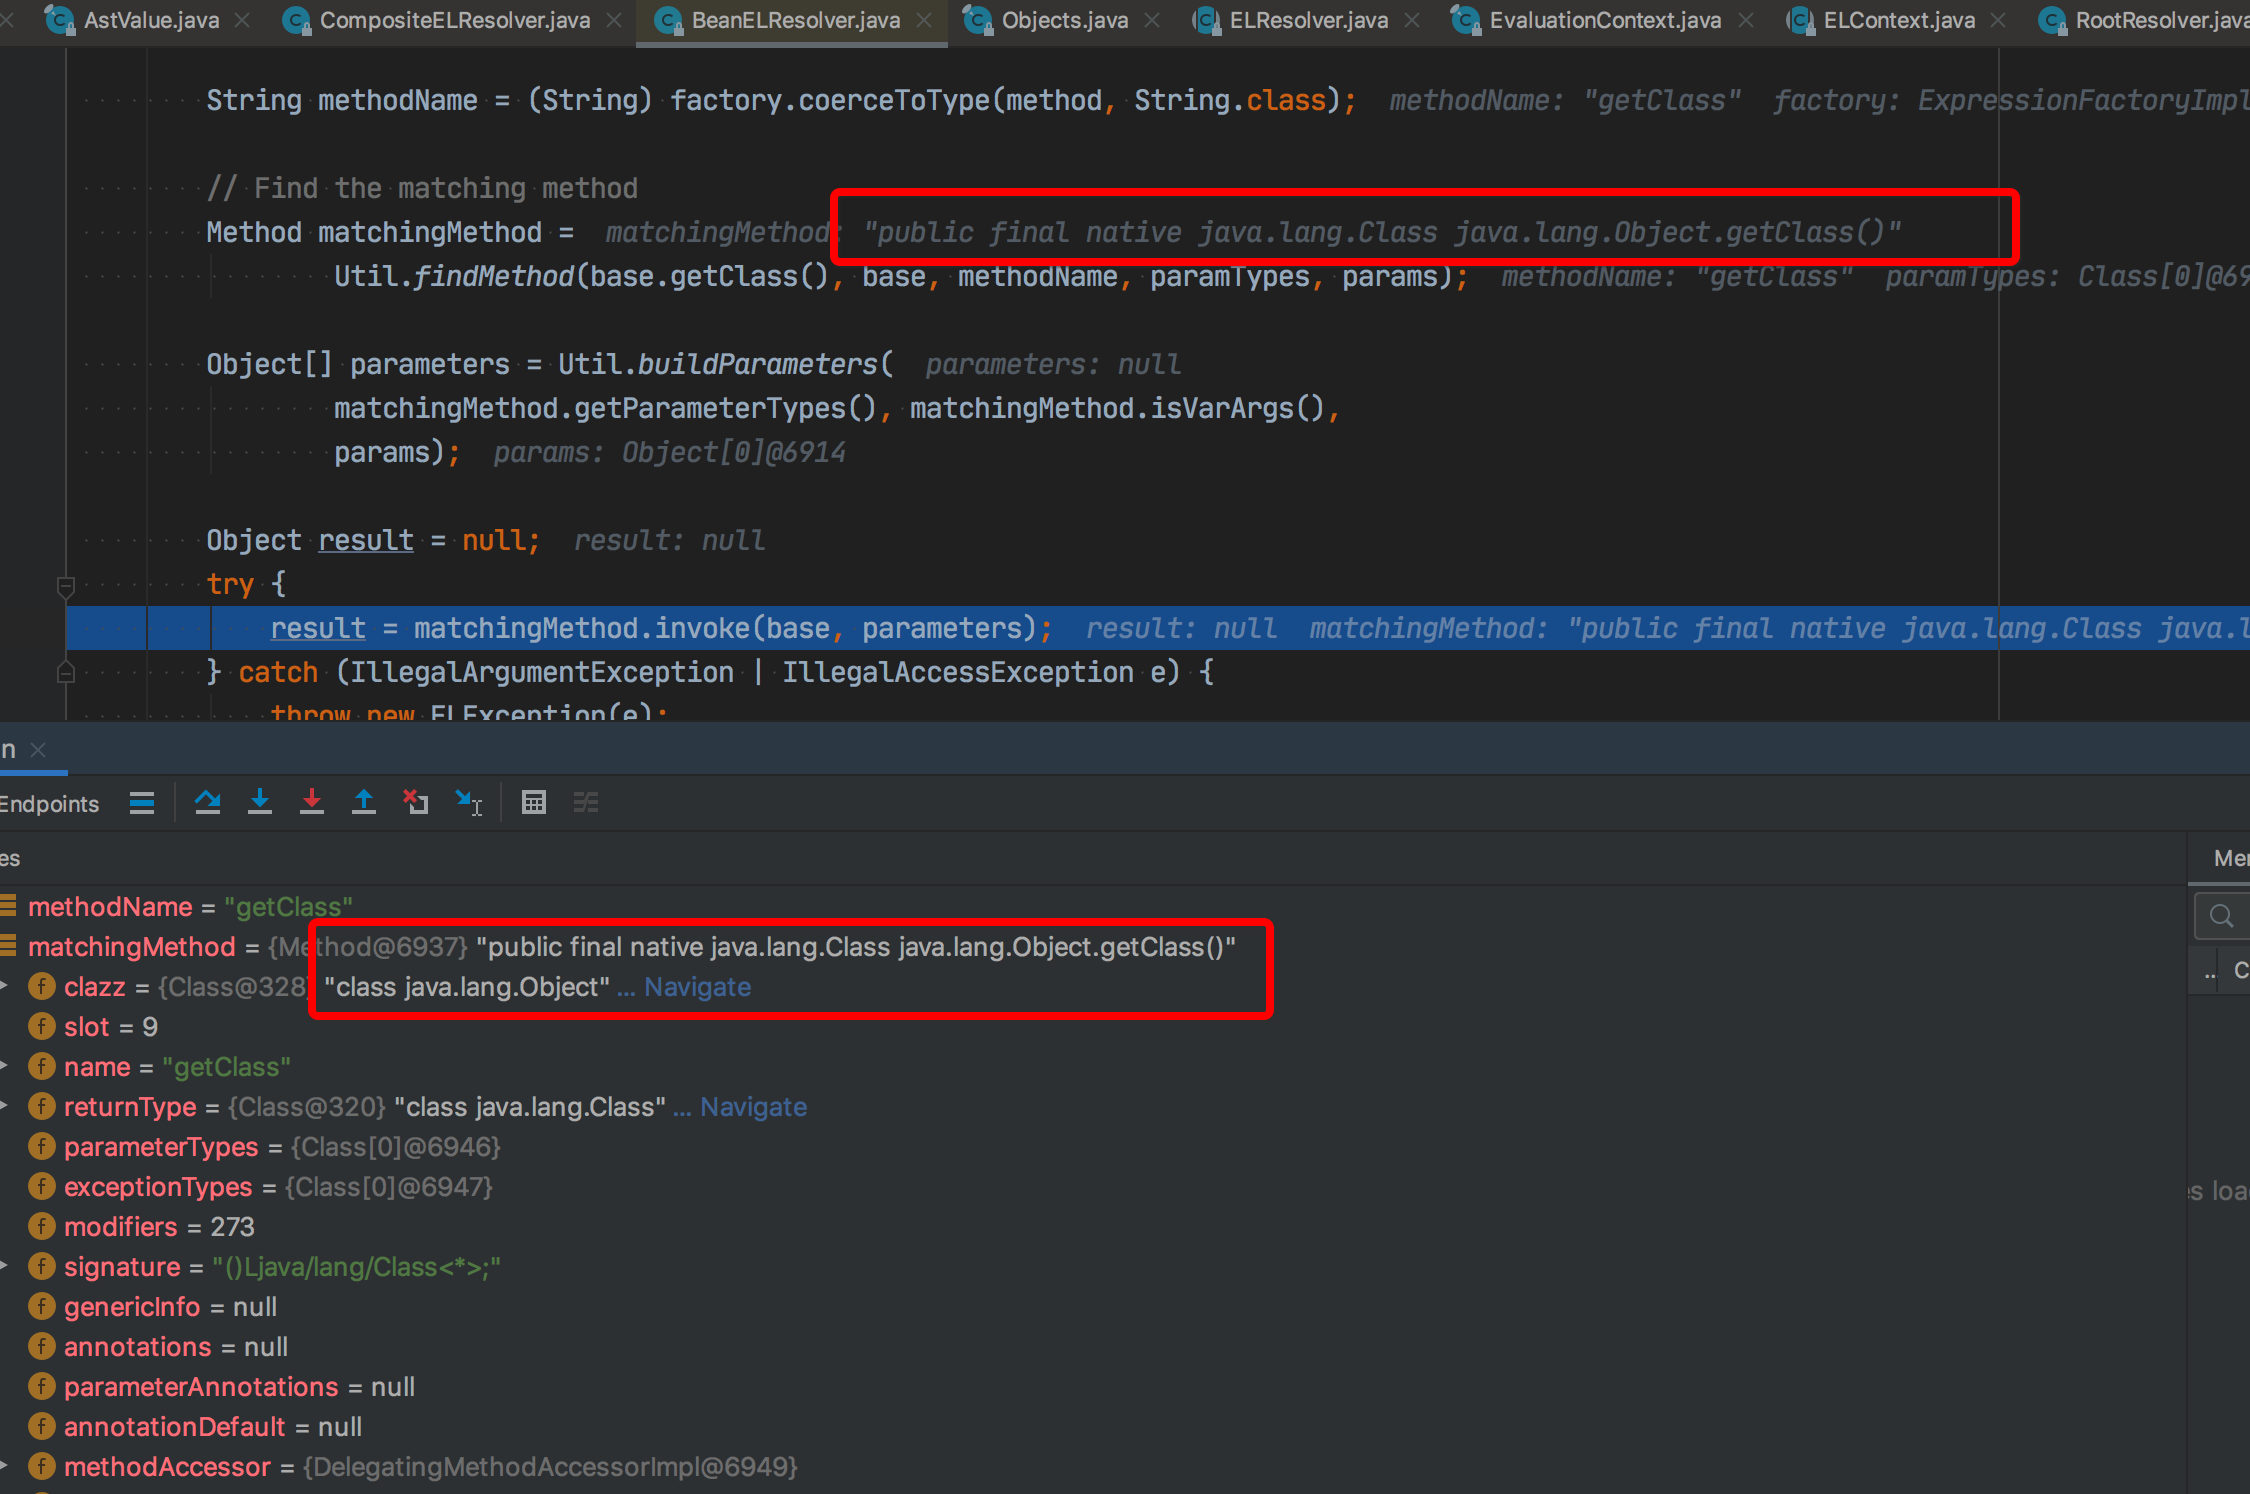 AstValue.java CompositeELResolver.java BeanELResolver.java Objects.java ELResolver.java EvaluationContext.java ELContext.java RootResolver.java
String methodName = (String) factory.coerceToType(method, String.class); methodName: "getClass" factory: ExpressionFactoryImpl
// Find the matching method
Method matchingMethod = matchingMethod: "public final native java.lang.Class java.lang.Object.getClass()"
Util.findMethod(base.getClass(), base, methodName, paramTypes, params); methodName: "getClass" paramTypes: Class[0]@69
Object[] parameters = Util.buildParameters( parameters: null
matchingMethod.getParameterTypes(), matchingMethod.isVarArgs(),
params); params: Object[0]@6914
Object result = null; result: null
try {
result = matchingMethod.invoke(base, parameters); result: null matchingMethod: "public final native java.lang.Class java.l
} catch (IllegalArgumentException | IllegalAccessException e) {
throw new ELException(e);
n
Endpoints
es Mer
methodName = "getClass"
matchingMethod = {Method@6937} "public final native java.lang.Class java.lang.Object.getClass()"
clazz = {Class@328} "class java.lang.Object" ... Navigate .. C
slot = 9
name = "getClass"
returnType = {Class@320} "class java.lang.Class" ... Navigate
parameterTypes = {Class[0]@6946}
exceptionTypes = {Class[0]@6947} es loa
modifiers = 273
signature = "()Ljava/lang/Class<*>;"
genericInfo = null
annotations = null
parameterAnnotations = null
annotationDefault = null
methodAccessor = {DelegatingMethodAccessorImpl@6949}